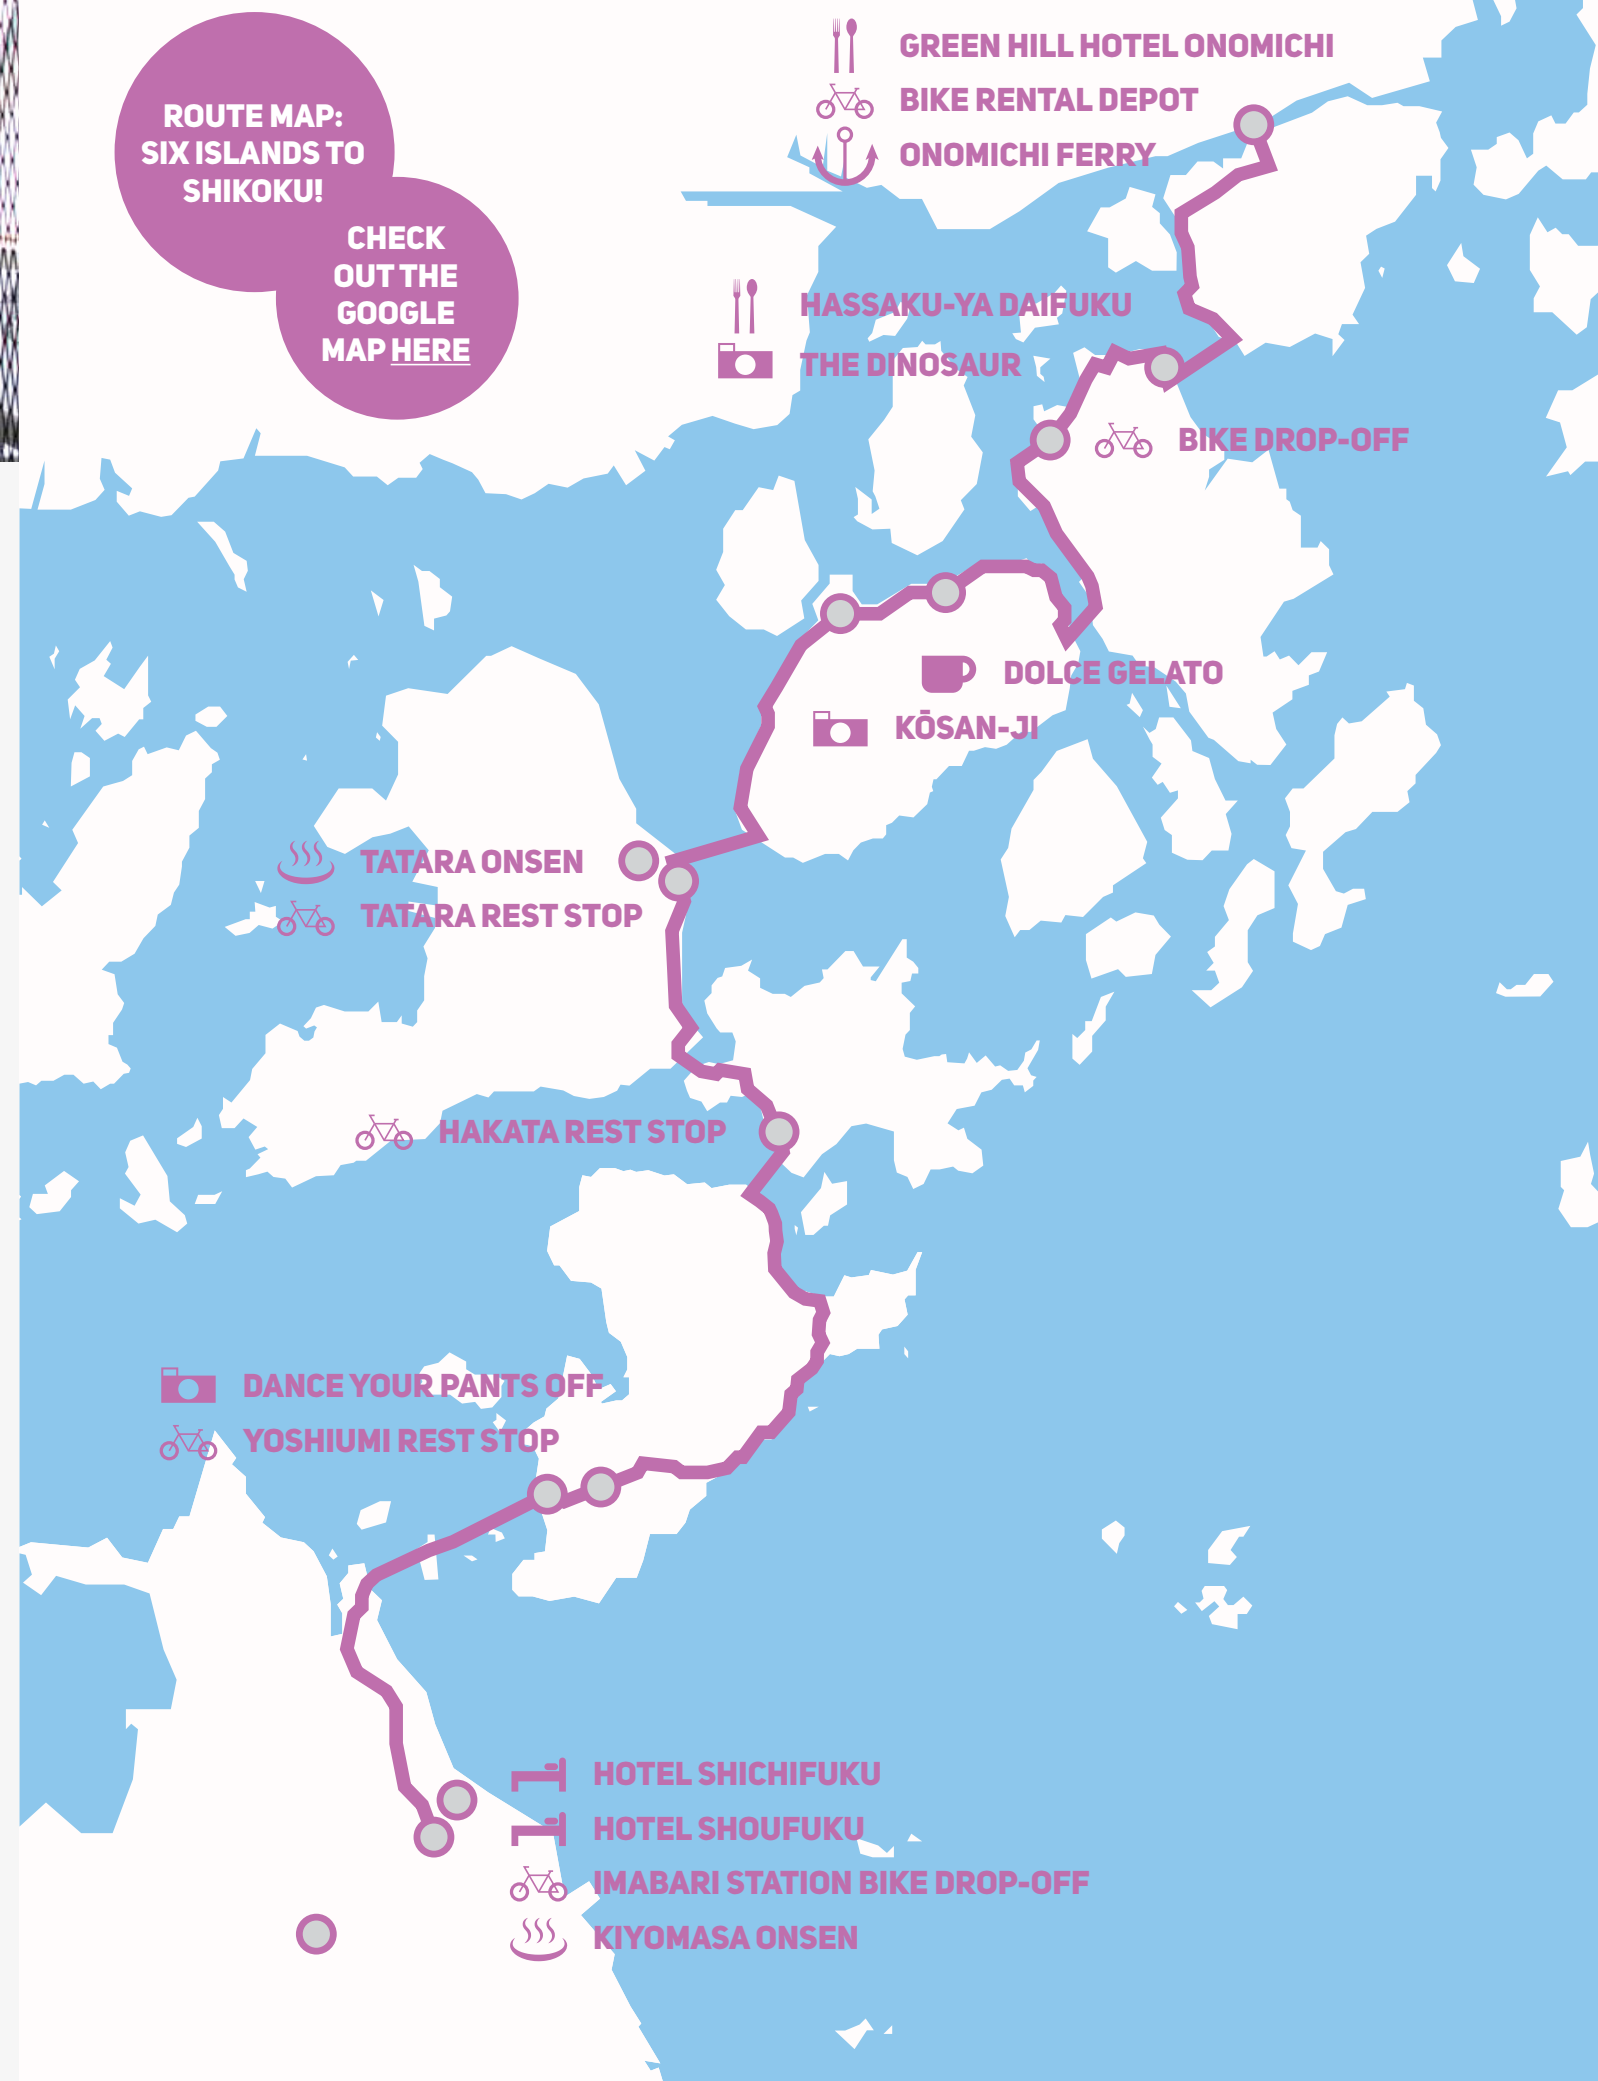 ROUTE MAP:
SIX ISLANDS TO
SHIKOKU!
CHECK
OUT THE
GOOGLE
MAP HERE
GREEN HILL HOTEL ONOMICHI
BIKE RENTAL DEPOT
ONOMICHI FERRY
HASSAKU-YA DAIFUKU
THE DINOSAUR
BIKE DROP-OFF
DOLCE GELATO
KŌSAN-JI
TATARA ONSEN
TATARA REST STOP
HAKATA REST STOP
DANCE YOUR PANTS OFF
YOSHIUMI REST STOP
HOTEL SHICHIFUKU
HOTEL SHOUFUKU
IMABARI STATION BIKE DROP-OFF
KIYOMASA ONSEN